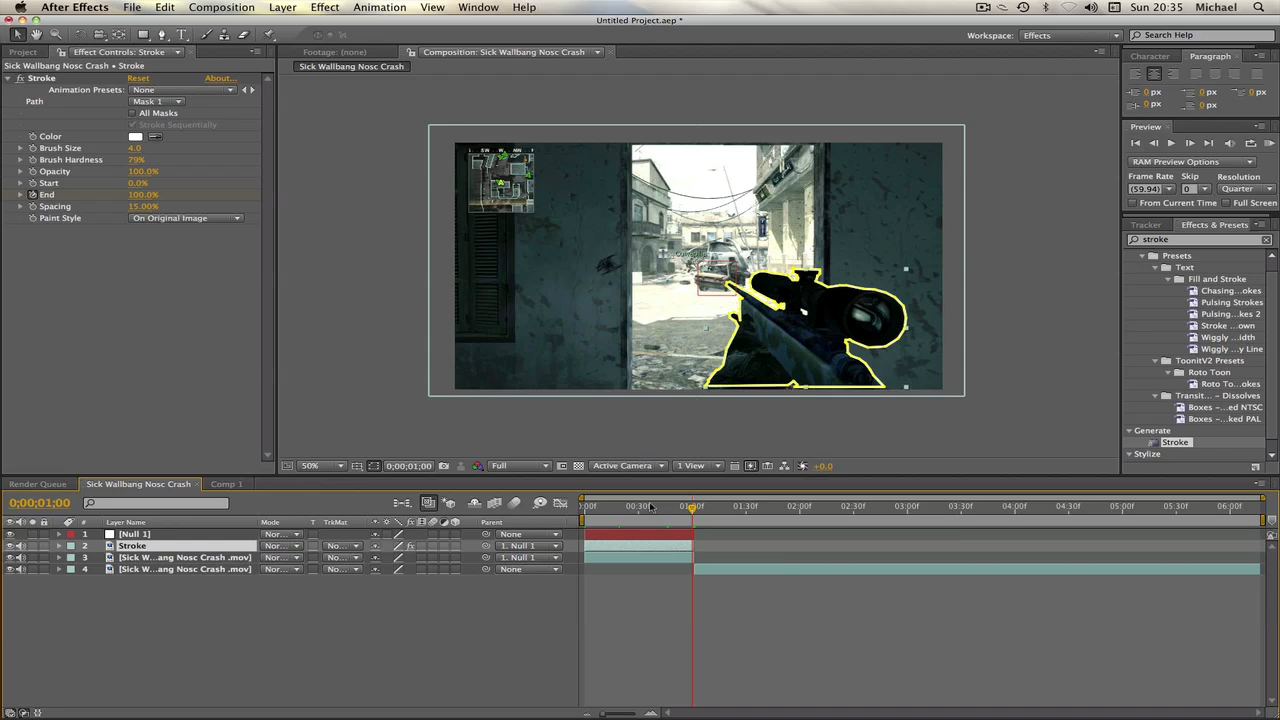 After Effects File Edit Composition Layer Effect Animation View Window Help Sun 20:35 Michael
Untitled Project.aep *
Workspace: Effects Search Help
Project Effect Controls: Stroke Footage: (none) Composition: Sick Wallbang Nosc Crash Character Paragraph
Sick Wallbang Nosc Crash • Stroke Sick Wallbang Nosc Crash
fx Stroke Reset About...
Animation Presets: None
Path Mask 1
All Masks
Stroke Sequentially
Color
Brush Size 4.0
Brush Hardness 79%
Opacity 100.0%
Start 0.0%
End 100.0%
Spacing 15.00%
Paint Style On Original Image
0 px 0 px 0 px
0 px 0 px
Preview
RAM Preview Options
Frame Rate Skip Resolution
(59.94) 0 Quarter
From Current Time Full Screen
Tracker Effects & Presets
stroke
Presets
Text
Fill and Stroke
Chasing...okes
Pulsing Strokes
Pulsing...kes 2
Stroke ...own
Wiggly ...idth
Wiggly ...y Line
ToonitV2 Presets
Roto Toon
Roto To...okes
Transit... - Dissolves
Boxes -...ed NTSC
Boxes -...ked PAL
Generate
Stroke
Stylize
50% 0;00;01;00 Full Active Camera 1 View +0.0
Render Queue Sick Wallbang Nosc Crash Comp 1
0;00;01;00
:00f 00:30f 01:00f 01:30f 02:00f 02:30f 03:00f 03:30f 04:00f 04:30f 05:00f 05:30f 06:00f
# Layer Name Mode T TrkMat Parent
1 [Null 1] Nor... None
2 Stroke Nor... No... fx 1. Null 1
3 [Sick W...ang Nosc Crash .mov] Nor... No... 1. Null 1
4 [Sick W...ang Nosc Crash .mov] Nor... No... None